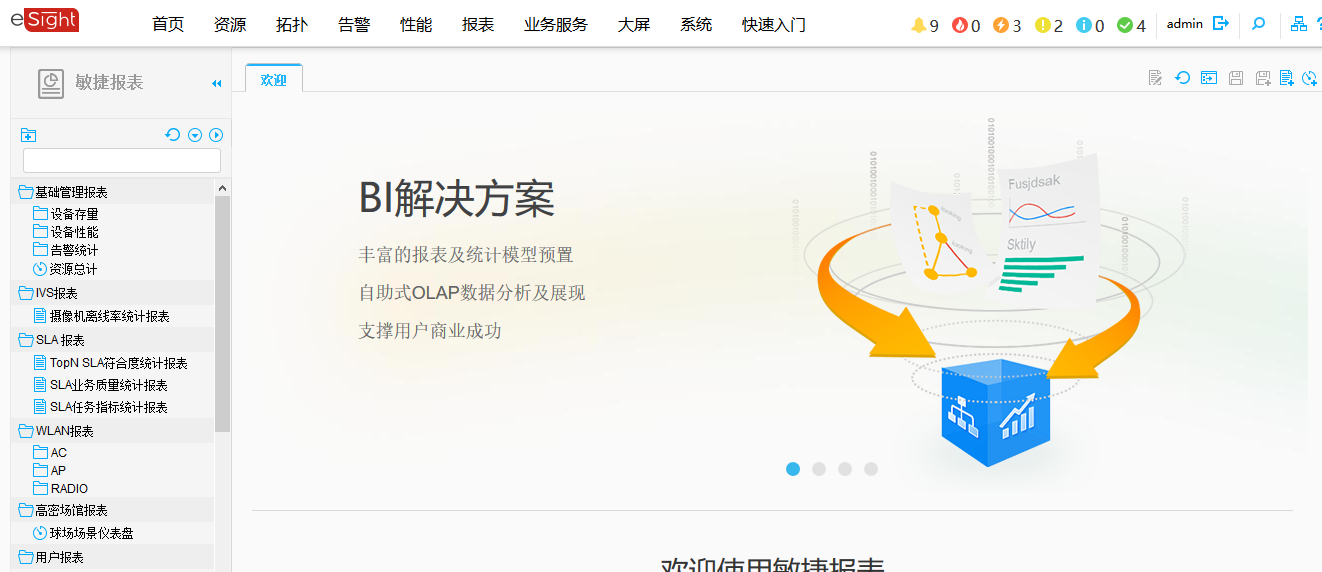 eSight 首页 资源 拓扑 告警 性能 报表 业务服务 大屏 系统 快速入门 9 0 3 2 0 4 admin
敏捷报表
欢迎
基础管理报表
设备存量
设备性能
告警统计
资源总计
IVS报表
摄像机离线率统计报表
SLA 报表
TopN SLA符合度统计报表
SLA业务质量统计报表
SLA任务指标统计报表
WLAN报表
AC
AP
RADIO
高密场馆报表
球场场景仪表盘
用户报表
BI解决方案
丰富的报表及统计模型预置
自助式OLAP数据分析及展现
支撑用户商业成功
Fusjdsak
Sktily
欢迎使用敏捷报表